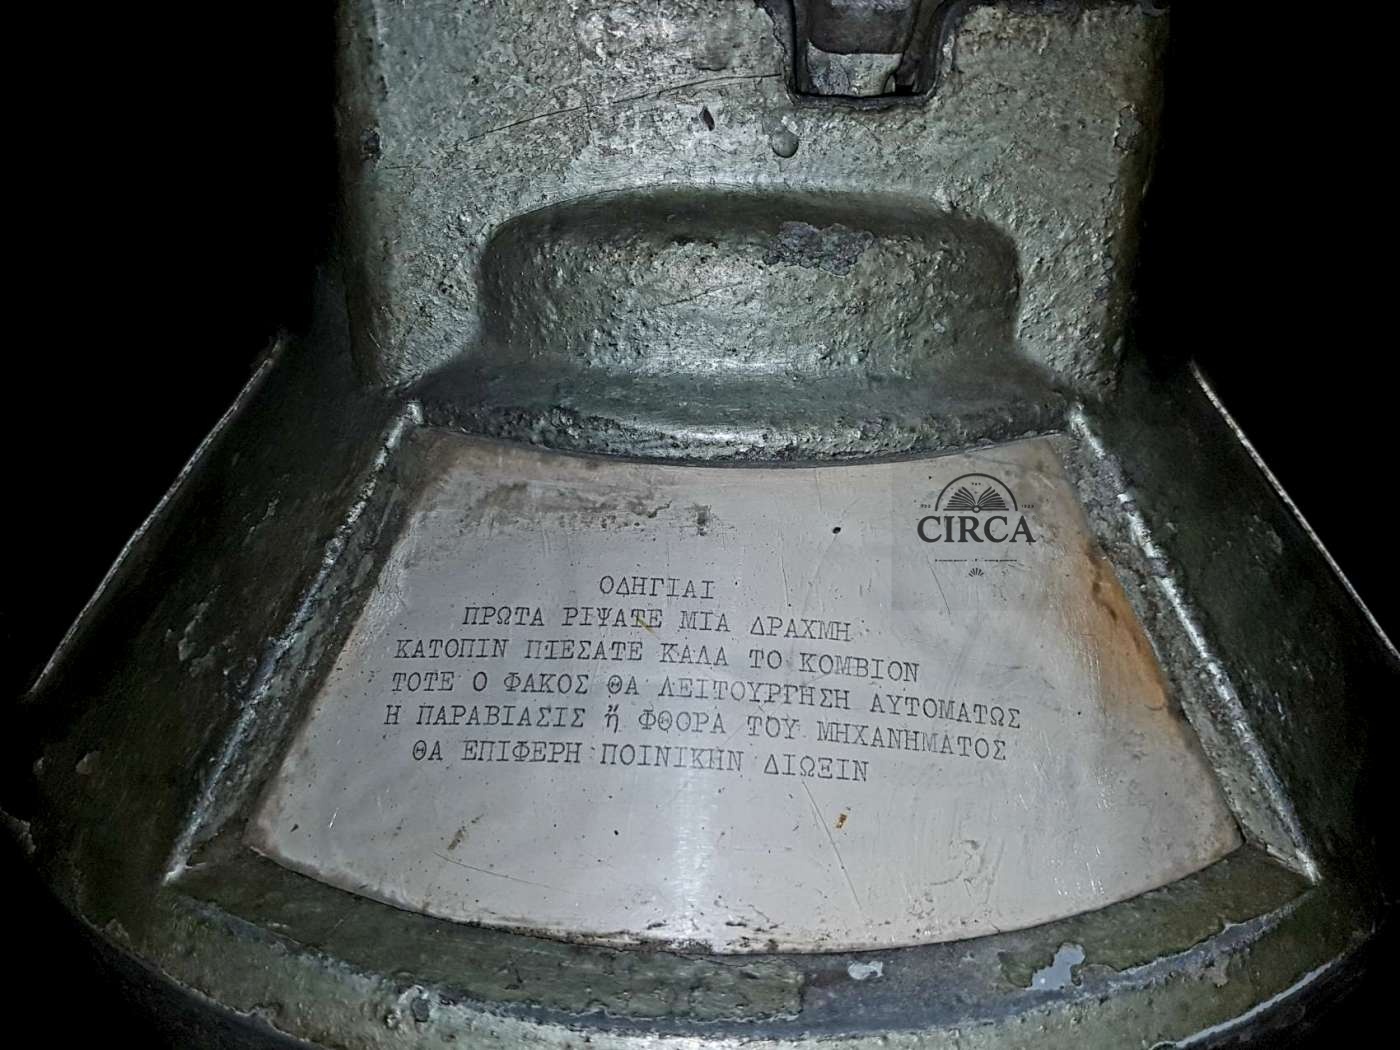 CIRCA
ΟΔΗΓΙΑΙ
ΠΡΩΤΑ ΡΙΨΑΤΕ ΜΙΑ ΔΡΑΧΜΗ
ΚΑΤΟΠΙΝ ΠΙΕΣΑΤΕ ΚΑΛΑ ΤΟ ΚΟΜΒΙΟΝ
ΤΟΤΕ Ο ΦΑΚΟΣ ΘΑ ΛΕΙΤΟΥΡΓΗΣΗ ΑΥΤΟΜΑΤΩΣ
Η ΠΑΡΑΒΙΑΣΙΣ ἤ ΦΘΟΡΑ ΤΟΥ ΜΗΧΑΝΗΜΑΤΟΣ
ΘΑ ΕΠΙΦΕΡΗ ΠΟΙΝΙΚΗΝ ΔΙΩΞΙΝ